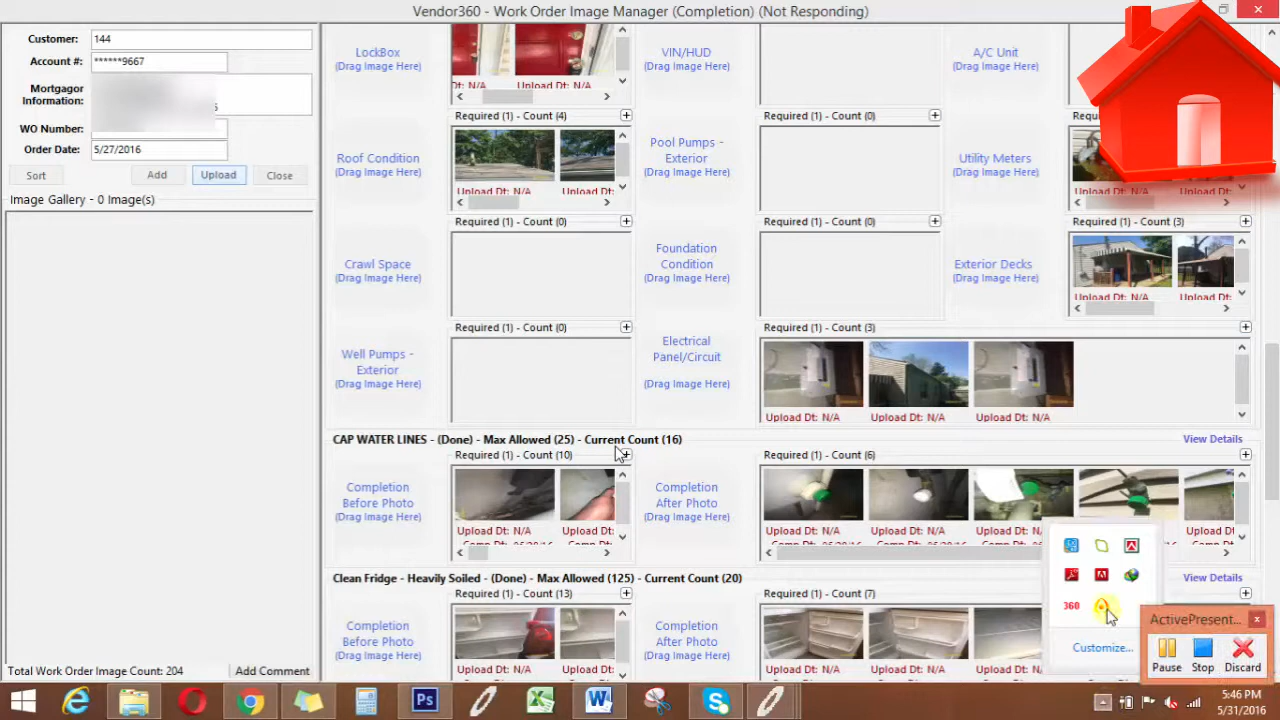 Vendor360 - Work Order Image Manager (Completion) (Not Responding)
Customer: 144
Account #: ******9667
Mortgagor Information:
WO Number:
Order Date: 5/27/2016
Sort Add Upload Close
Image Gallery - 0 Image(s)
Total Work Order Image Count: 204 Add Comment
LockBox
(Drag Image Here)
Dt: N/A Upload Dt: N/A
VIN/HUD
(Drag Image Here)
A/C Unit
(Drag Image Here)
Required (1) - Count (4)
Roof Condition
(Drag Image Here)
Upload Dt: N/A Upload Dt: N/A
Required (1) - Count (0)
Pool Pumps - Exterior
(Drag Image Here)
Utility Meters
(Drag Image Here)
Required (1) - Count (0)
Crawl Space
(Drag Image Here)
Required (1) - Count (0)
Foundation Condition
(Drag Image Here)
Required (1) - Count (3)
Exterior Decks
(Drag Image Here)
Upload Dt: N/A Upload Dt:
Required (1) - Count (0)
Well Pumps - Exterior
(Drag Image Here)
Required (1) - Count (3)
Electrical Panel/Circuit
(Drag Image Here)
Upload Dt: N/A Upload Dt: N/A Upload Dt: N/A
CAP WATER LINES - (Done) - Max Allowed (25) - Current Count (16) View Details
Required (1) - Count (10)
Completion Before Photo
(Drag Image Here)
Upload Dt: N/A Upload Dt:
Required (1) - Count (6)
Completion After Photo
(Drag Image Here)
Upload Dt: N/A Upload Dt: N/A Upload Dt: N/A
Clean Fridge - Heavily Soiled - (Done) - Max Allowed (125) - Current Count (20) View Details
Required (1) - Count (13)
Completion Before Photo
(Drag Image Here)
Upload Dt: N/A Upload Dt: N/A
Required (1) - Count (7)
Completion After Photo
(Drag Image Here)
Upload Dt: N/A Upload Dt: N/A
360
Customize...
ActivePresent...
Pause Stop Discard
Ps
5:46 PM
5/31/2016